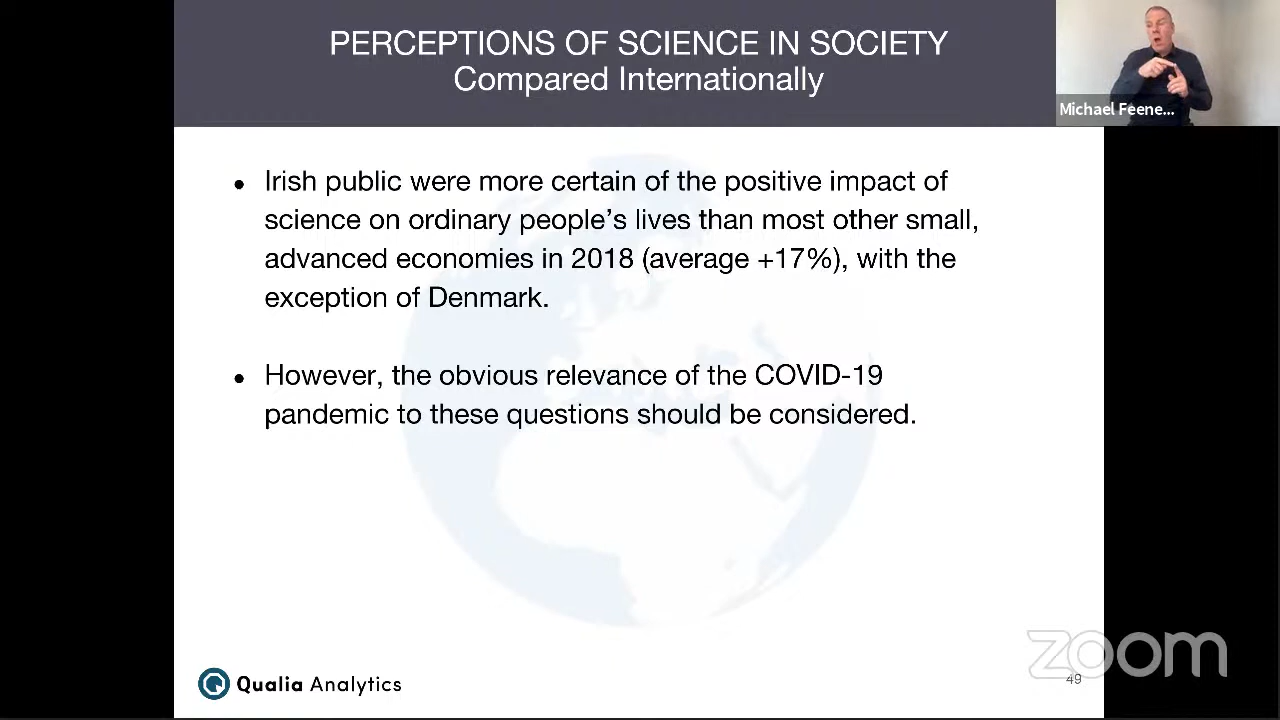 PERCEPTIONS OF SCIENCE IN SOCIETY
Compared Internationally
Michael Feene...
• Irish public were more certain of the positive impact of
science on ordinary people's lives than most other small,
advanced economies in 2018 (average +17%), with the
exception of Denmark.
• However, the obvious relevance of the COVID-19
pandemic to these questions should be considered.
Qualia Analytics
49
zoom